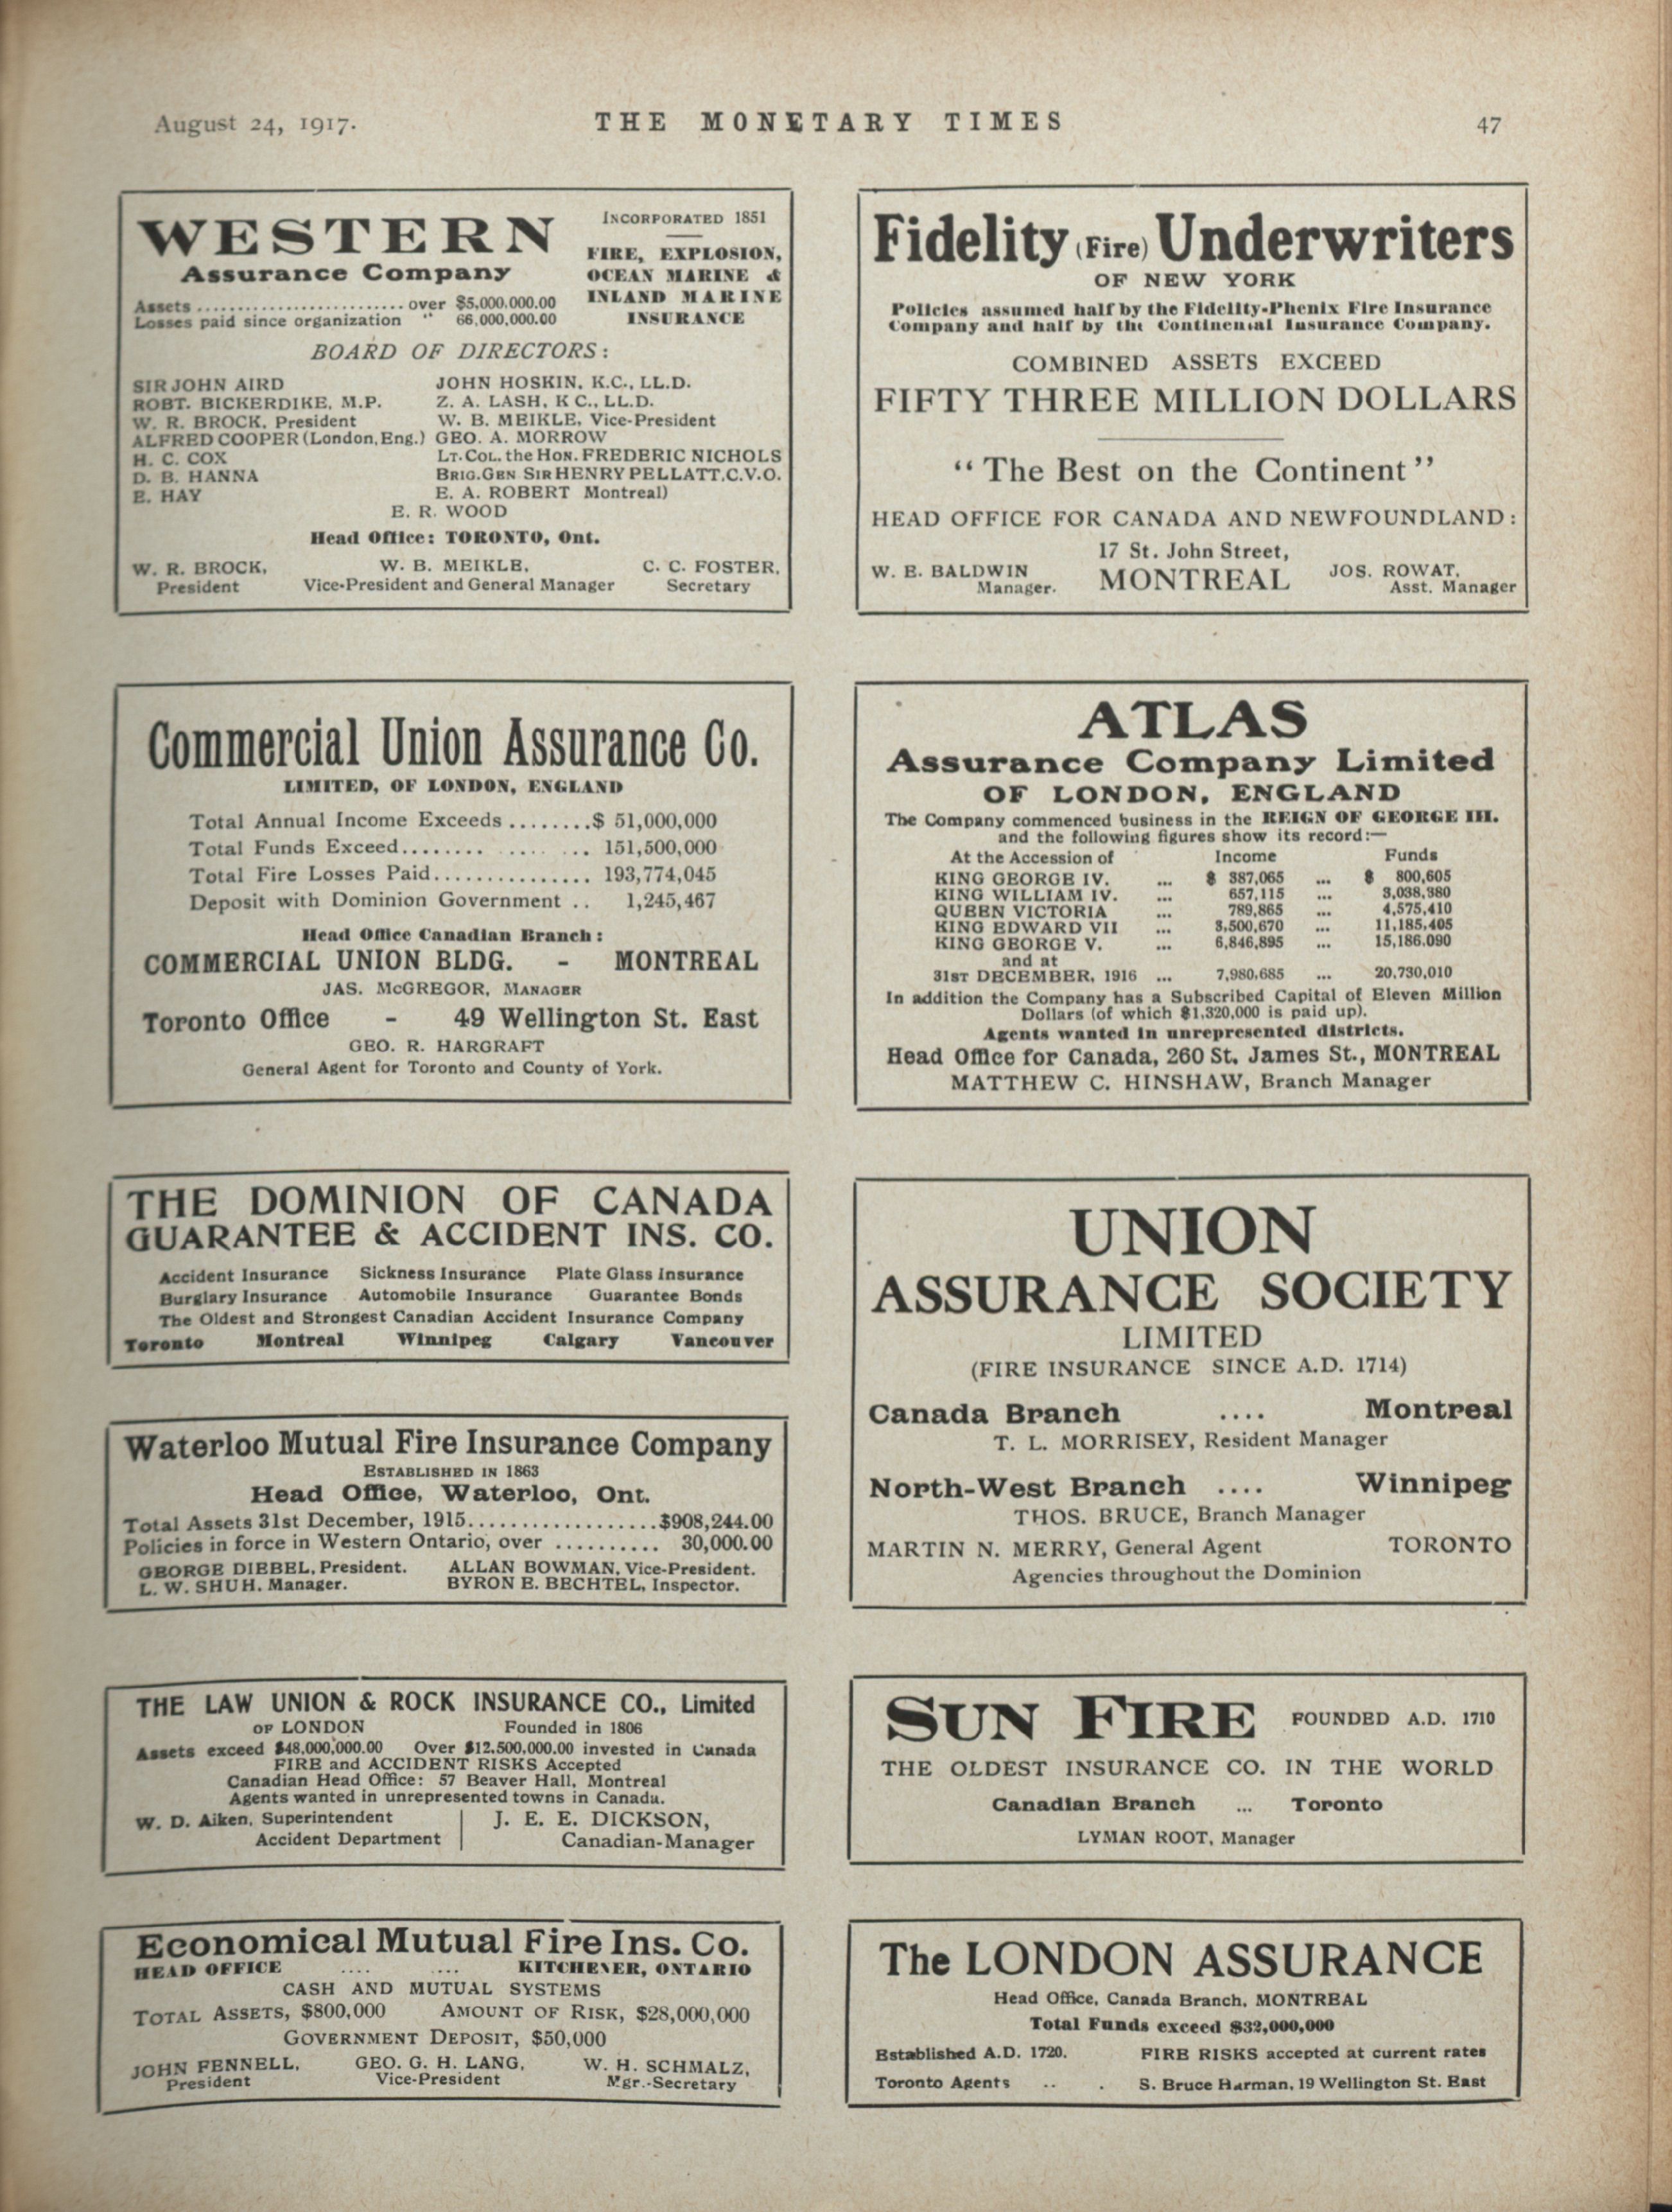 August 24, 1917.
THE MONETARY TIMES
47
WESTERN
Assurance Company
INCORPORATED 1851
FIRE, EXPLOSION,
OCEAN MARINE &
INLAND MARINE
INSURANCE
Assets .......................... over $5,000,000.00
Losses paid since organization " 66,000,000.00
BOARD OF DIRECTORS:
SIR JOHN AIRD
ROBT. BICKERDIKE, M.P.
W. R. BROCK, President
ALFRED COOPER (London, Eng.)
H. C. COX
D. B. HANNA
E. HAY
JOHN HOSKIN, K.C., LL.D.
Z. A. LASH, K C., LL.D.
W. B. MEIKLE, Vice-President
GEO. A. MORROW
LT. COL. the HON. FREDERIC NICHOLS
BRIG.GEN SIR HENRY PELLATT, C.V.O.
E. A. ROBERT Montreal)
E. R. WOOD
Head Office: TORONTO, Ont.
W. R. BROCK,
President
W. B. MEIKLE,
Vice-President and General Manager
C. C. FOSTER,
Secretary
Fidelity (Fire) Underwriters
OF NEW YORK
Policies assumed half by the Fidelity-Phenix Fire Insurance
Company and half by the Continental Insurance Company.
COMBINED ASSETS EXCEED
FIFTY THREE MILLION DOLLARS
"The Best on the Continent"
HEAD OFFICE FOR CANADA AND NEWFOUNDLAND:
17 St. John Street,
MONTREAL
W. E. BALDWIN
Manager.
JOS. ROWAT,
Asst. Manager
Commercial Union Assurance Co.
LIMITED, OF LONDON, ENGLAND
Total Annual Income Exceeds ........$ 51,000,000
Total Funds Exceed........ ..... ... 151,500,000
Total Fire Losses Paid............... 193,774,045
Deposit with Dominion Government .. 1,245,467
Head Office Canadian Branch:
COMMERCIAL UNION BLDG. - MONTREAL
JAS. McGREGOR, MANAGER
Toronto Office - 49 Wellington St. East
GEO. R. HARGRAFT
General Agent for Toronto and County of York.
ATLAS
Assurance Company Limited
OF LONDON, ENGLAND
The Company commenced business in the REIGN OF GEORGE III.
and the following figures show its record:—
At the Accession of Income Funds
KING GEORGE IV. ... $ 387,065 ... $ 800,605
KING WILLIAM IV. ... 657,115 ... 3,038,380
QUEEN VICTORIA ... 789,865 ... 4,575,410
KING EDWARD VII ... 3,500,670 ... 11,185,405
KING GEORGE V. ... 6,846,895 ... 15,186,090
and at
31ST DECEMBER, 1916 ... 7,980,685 ... 20,730,010
In addition the Company has a Subscribed Capital of Eleven Million
Dollars (of which $1,320,000 is paid up).
Agents wanted in unrepresented districts.
Head Office for Canada, 260 St. James St., MONTREAL
MATTHEW C. HINSHAW, Branch Manager
THE DOMINION OF CANADA
GUARANTEE & ACCIDENT INS. CO.
Accident Insurance Sickness Insurance Plate Glass Insurance
Burglary Insurance Automobile Insurance Guarantee Bonds
The Oldest and Strongest Canadian Accident Insurance Company
Toronto Montreal Winnipeg Calgary Vancouver
UNION
ASSURANCE SOCIETY
LIMITED
(FIRE INSURANCE SINCE A.D. 1714)
Canada Branch .... Montreal
T. L. MORRISEY, Resident Manager
North-West Branch .... Winnipeg
THOS. BRUCE, Branch Manager
MARTIN N. MERRY, General Agent TORONTO
Agencies throughout the Dominion
Waterloo Mutual Fire Insurance Company
ESTABLISHED IN 1863
Head Office, Waterloo, Ont.
Total Assets 31st December, 1915..................$908,244.00
Policies in force in Western Ontario, over .......... 30,000.00
GEORGE DIEBEL, President. ALLAN BOWMAN, Vice-President.
L. W. SHUH, Manager. BYRON E. BECHTEL, Inspector.
THE LAW UNION & ROCK INSURANCE CO., Limited
OF LONDON Founded in 1806
Assets exceed $48,000,000.00 Over $12,500,000.00 invested in Canada
FIRE and ACCIDENT RISKS Accepted
Canadian Head Office: 57 Beaver Hall, Montreal
Agents wanted in unrepresented towns in Canada.
W. D. Aiken, Superintendent
Accident Department
J. E. E. DICKSON,
Canadian-Manager
SUN FIRE FOUNDED A.D. 1710
THE OLDEST INSURANCE CO. IN THE WORLD
Canadian Branch ... Toronto
LYMAN ROOT, Manager
Economical Mutual Fire Ins. Co.
HEAD OFFICE .... ... KITCHENER, ONTARIO
CASH AND MUTUAL SYSTEMS
TOTAL ASSETS, $800,000 AMOUNT OF RISK, $28,000,000
GOVERNMENT DEPOSIT, $50,000
JOHN FENNELL,
President
GEO. G. H. LANG,
Vice-President
W. H. SCHMALZ,
Mgr.-Secretary
The LONDON ASSURANCE
Head Office, Canada Branch, MONTREAL
Total Funds exceed $32,000,000
Established A.D. 1720. FIRE RISKS accepted at current rates
Toronto Agents .. . S. Bruce Harman, 19 Wellington St. East